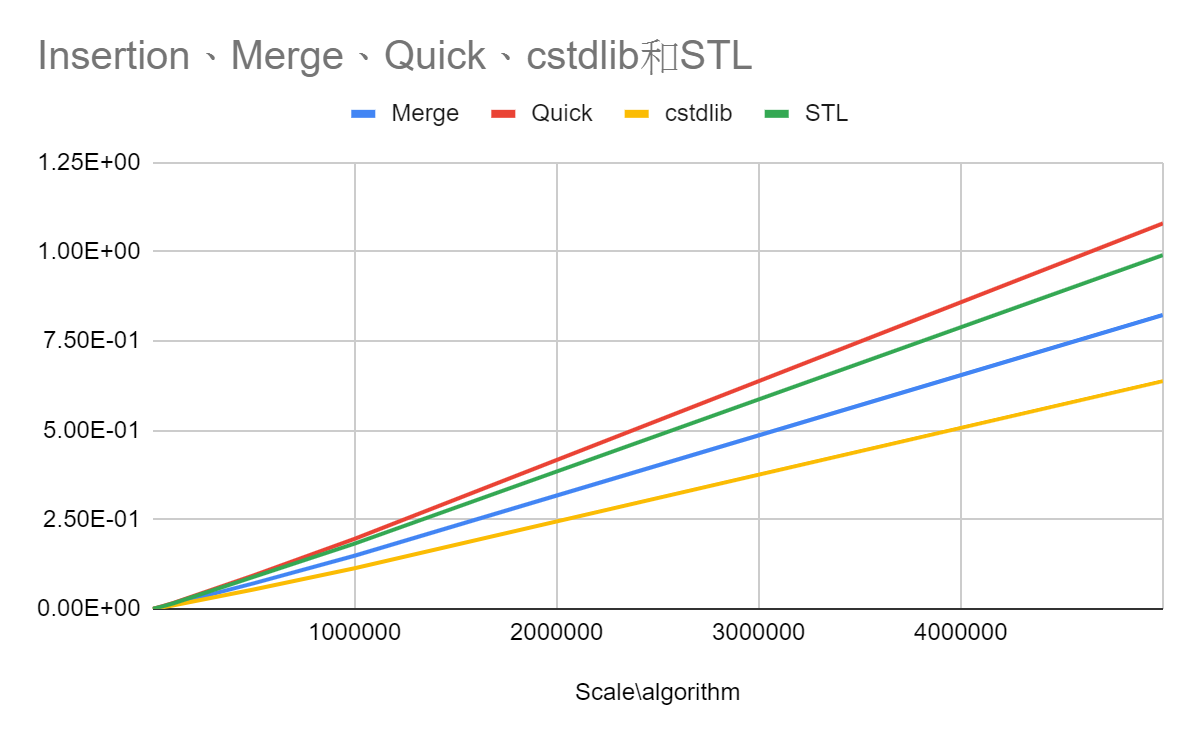 Insertion、Merge、Quick、cstdlib和STL
Merge Quick cstdlib STL
1.25E+00
1.00E+00
7.50E-01
5.00E-01
2.50E-01
0.00E+00
1000000 2000000 3000000 4000000
Scale\algorithm